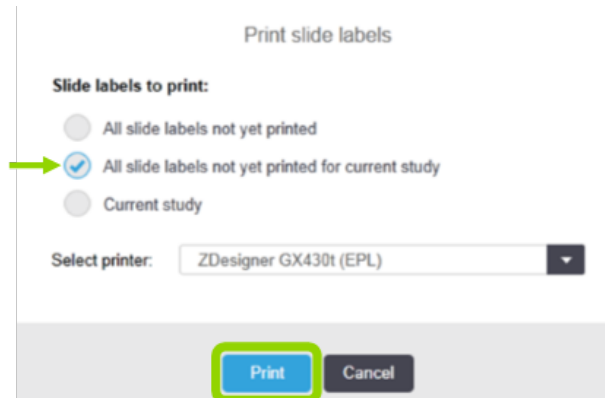 Print slide labels
Slide labels to print:
All slide labels not yet printed
All slide labels not yet printed for current study
Current study
Select printer: ZDesigner GX430t (EPL)
Print Cancel